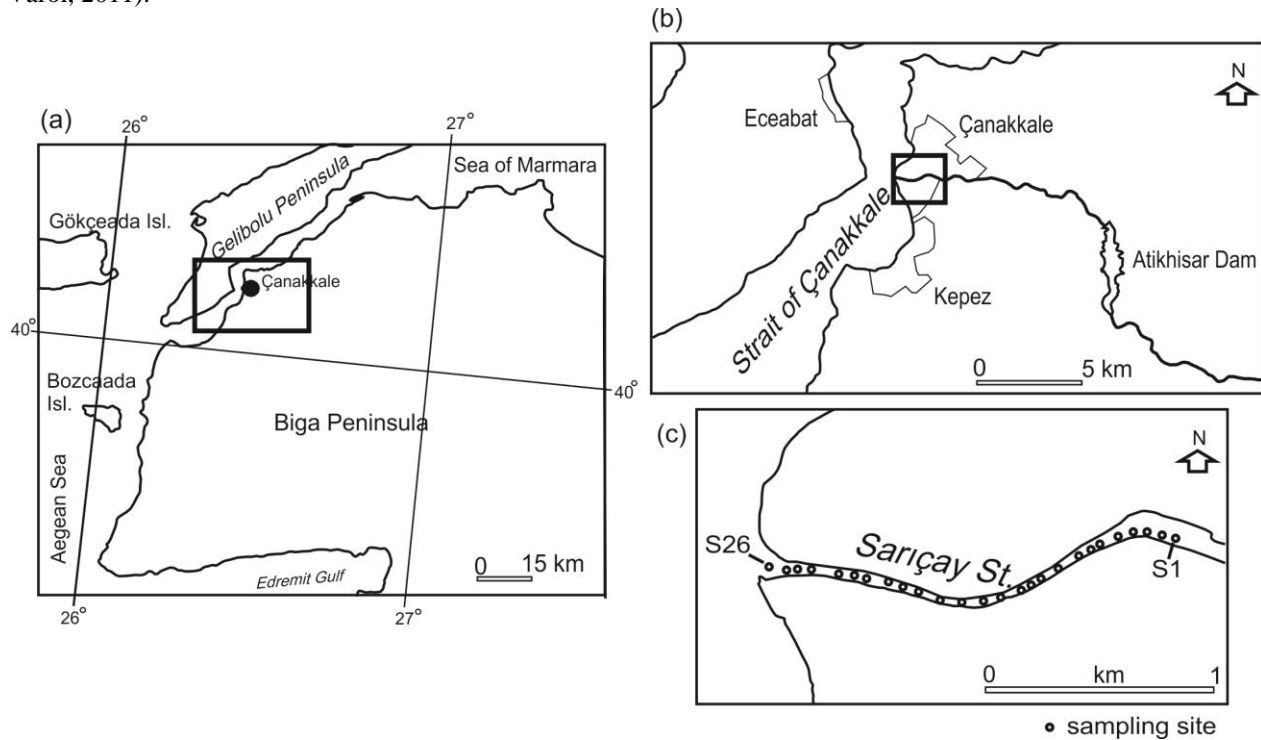 Varol, 2011).
(a)
26°
27°
Sea of Marmara
Gelibolu Peninsula
Gökçeada Isl.
Çanakkale
40°
40°
Bozcaada
Isl.
Biga Peninsula
Aegean Sea
0 15 km
Edremit Gulf
26°
27°
(b)
N
Eceabat
Çanakkale
Strait of Çanakkale
Atikhisar Dam
Kepez
0 5 km
(c)
N
S26
Sarıçay St.
S1
0 km 1
sampling site